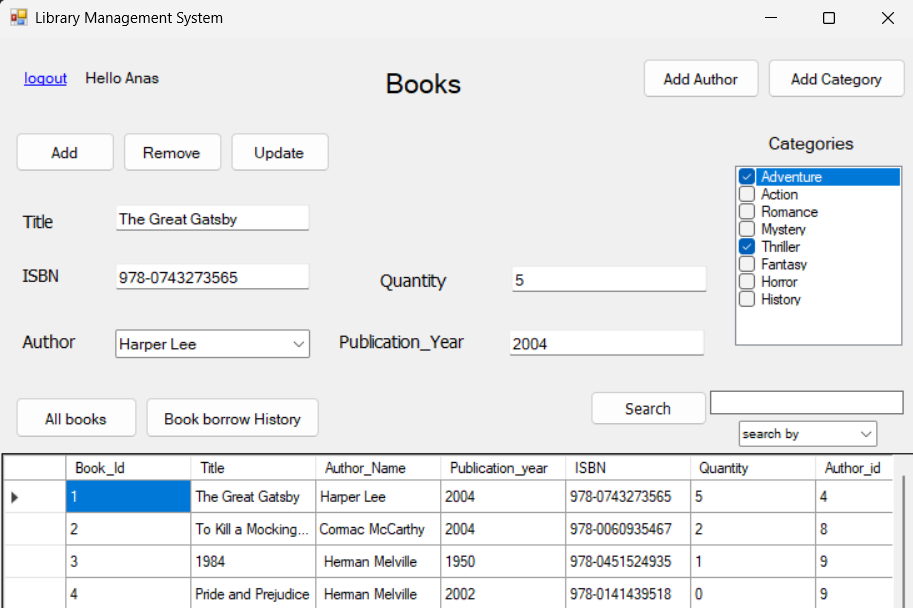 Library Management System
logout Hello Anas
Books
Add Author Add Category
Add Remove Update
Categories
Adventure
Action
Romance
Mystery
Thriller
Fantasy
Horror
History
Title The Great Gatsby
ISBN 978-0743273565 Quantity 5
Author Harper Lee Publication_Year 2004
All books Book borrow History Search
search by
Book_Id Title Author_Name Publication_year ISBN Quantity Author_id
1 The Great Gatsby Harper Lee 2004 978-0743273565 5 4
2 To Kill a Mocking... Cormac McCarthy 2004 978-0060935467 2 8
3 1984 Herman Melville 1950 978-0451524935 1 9
4 Pride and Prejudice Herman Melville 2002 978-0141439518 0 9